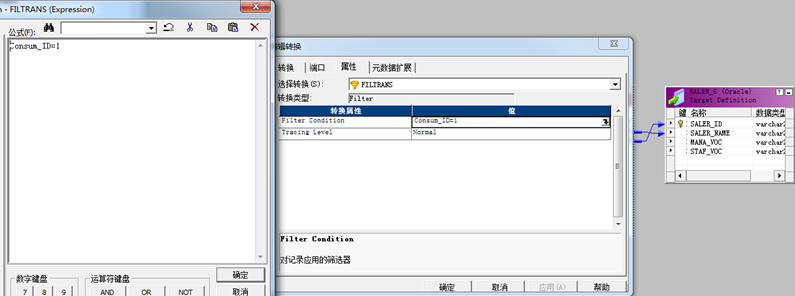 n - FILTRANS (Expression)
公式(F):
Consum_ID=1
数字键盘
7 8 9
运算符键盘
AND OR NOT
确定
取消
编辑转换
转换 端口 属性 元数据扩展
选择转换(S): FILTRANS
转换类型: Filter
转换属性 值
Filter Condition Consum_ID=1
Tracing Level Normal
Filter Condition
对记录应用的筛选器
确定 取消 应用(A) 帮助
SALER_6 (Oracle)
Target Definition
键 名称 数据类型
SALER_ID varchar2
SALER_NAME varchar2
MANA_VOC varchar2
STAF_VOC varchar2